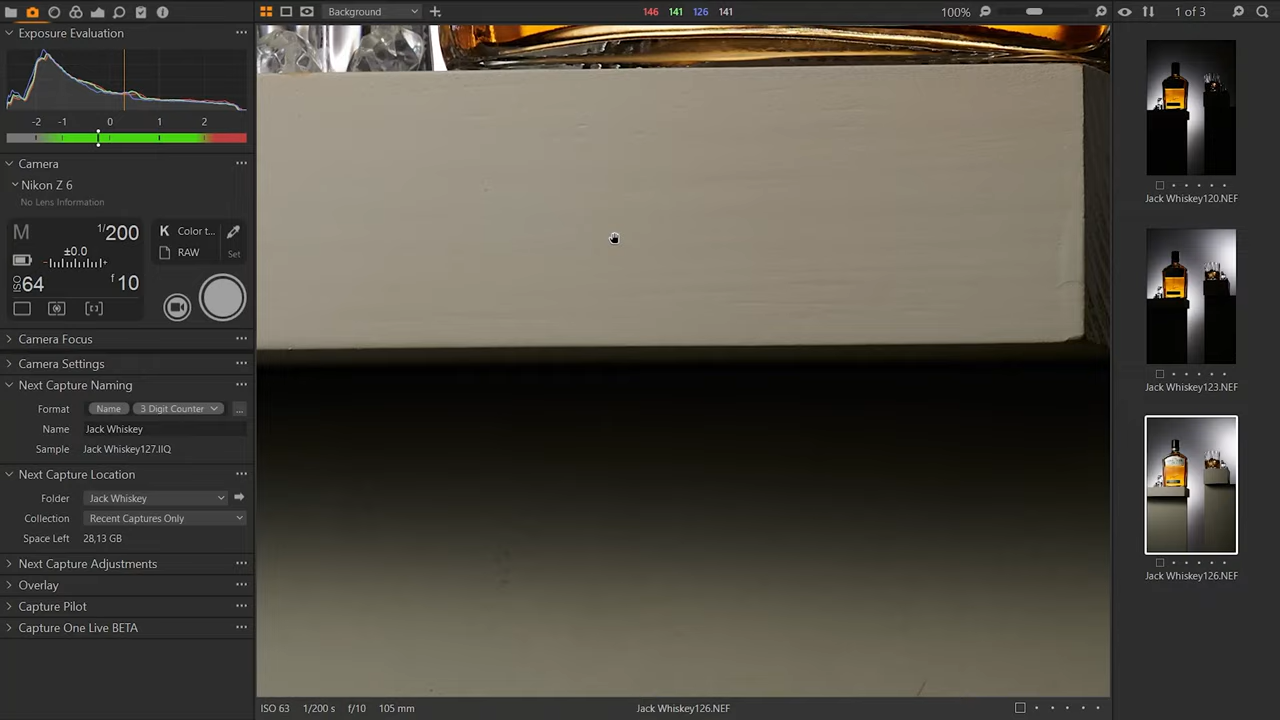 Background
146 141 126 141
100%
1 of 3
Exposure Evaluation
-2 -1 0 1 2
Camera
Nikon Z 6
No Lens Information
M 1/200
±0.0
ISO 64 f 10
K Color t...
RAW
Set
Camera Focus
Camera Settings
Next Capture Naming
Format Name 3 Digit Counter ...
Name Jack Whiskey
Sample Jack Whiskey127.IIQ
Next Capture Location
Folder Jack Whiskey
Collection Recent Captures Only
Space Left 28,13 GB
Next Capture Adjustments
Overlay
Capture Pilot
Capture One Live BETA
ISO 63 1/200 s f/10 105 mm
Jack Whiskey126.NEF
Jack Whiskey120.NEF
Jack Whiskey123.NEF
Jack Whiskey126.NEF